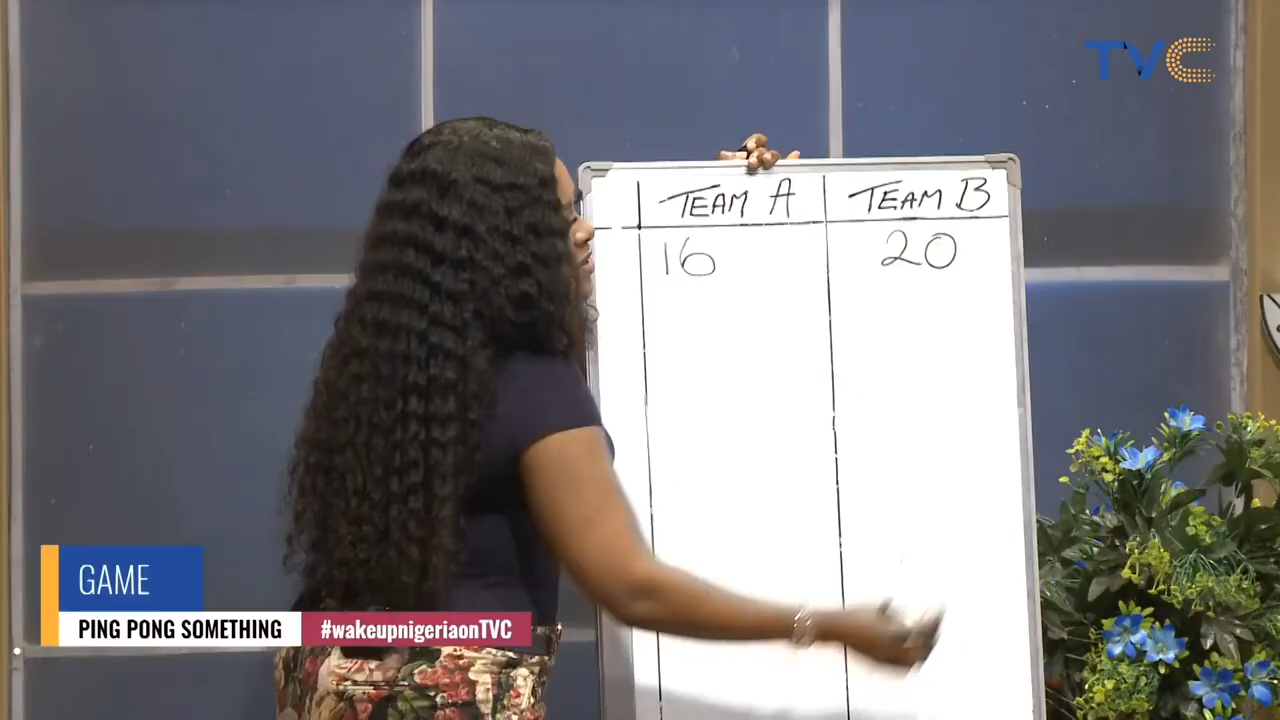 TVC
TEAM A TEAM B
16 20
GAME
PING PONG SOMETHING #wakeupnigeriaonTVC